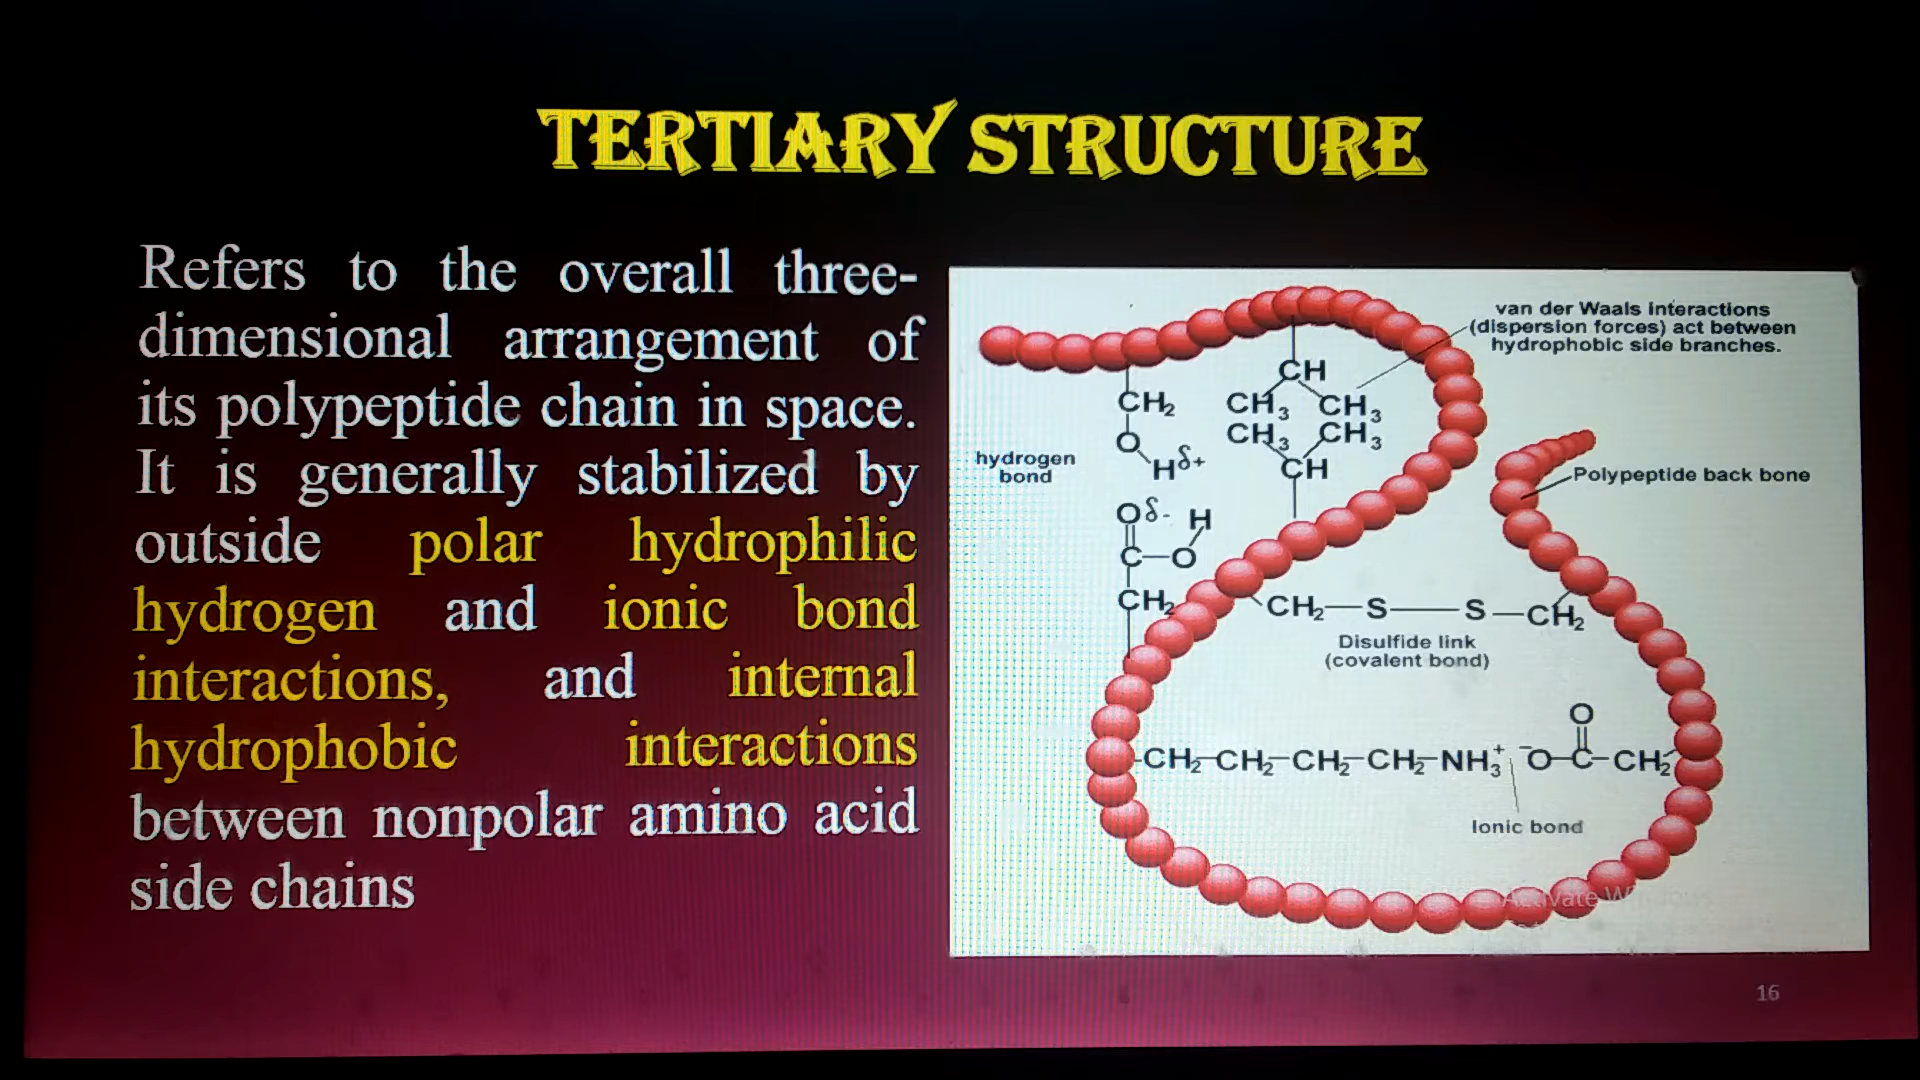 TERTIARY STRUCTURE
Refers to the overall three-
dimensional arrangement of
its polypeptide chain in space.
It is generally stabilized by
outside polar hydrophilic
hydrogen and ionic bond
interactions, and internal
hydrophobic interactions
between nonpolar amino acid
side chains
van der Waals interactions
(dispersion forces) act between
hydrophobic side branches.
CH
CH₂
CH₃ CH₃
O
CH₃ CH₃
hydrogen
bond
Hδ+
CH
Polypeptide back bone
Oδ- H
C—O
CH₂
CH₂—S——S—CH₂
Disulfide link
(covalent bond)
O
CH₂—CH₂—CH₂—CH₂—NH₃⁺ ⁻O—C—CH₂
Ionic bond
Activate Windows
16